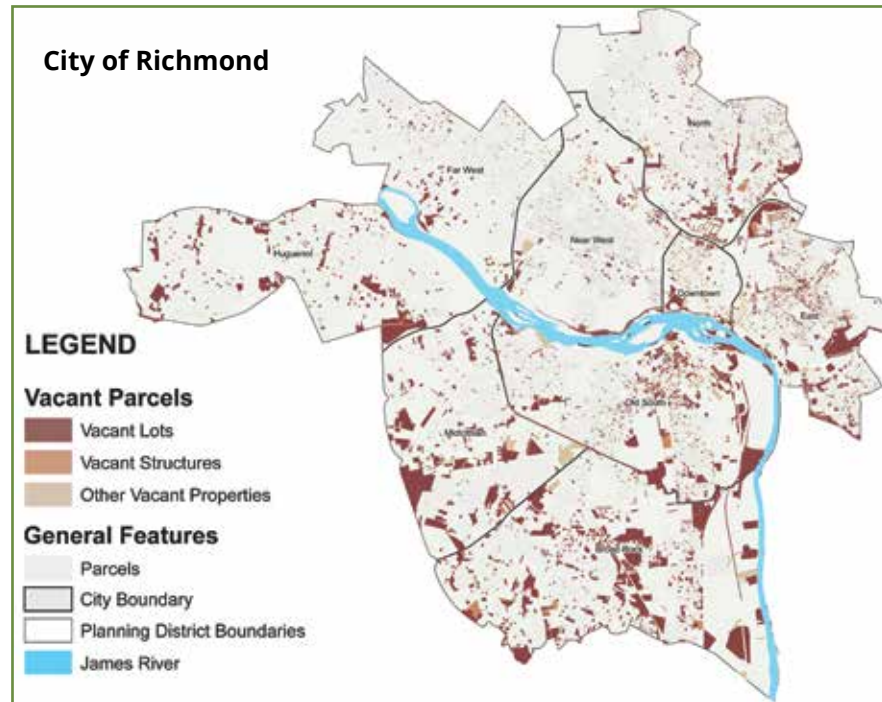 City of Richmond
North
Far West
Near West
Huguenot
Downtown
East
LEGEND
Vacant Parcels
Vacant Lots
Vacant Structures
Other Vacant Properties
General Features
Parcels
City Boundary
Planning District Boundaries
James River
Old South
Midlothian
Broad Rock